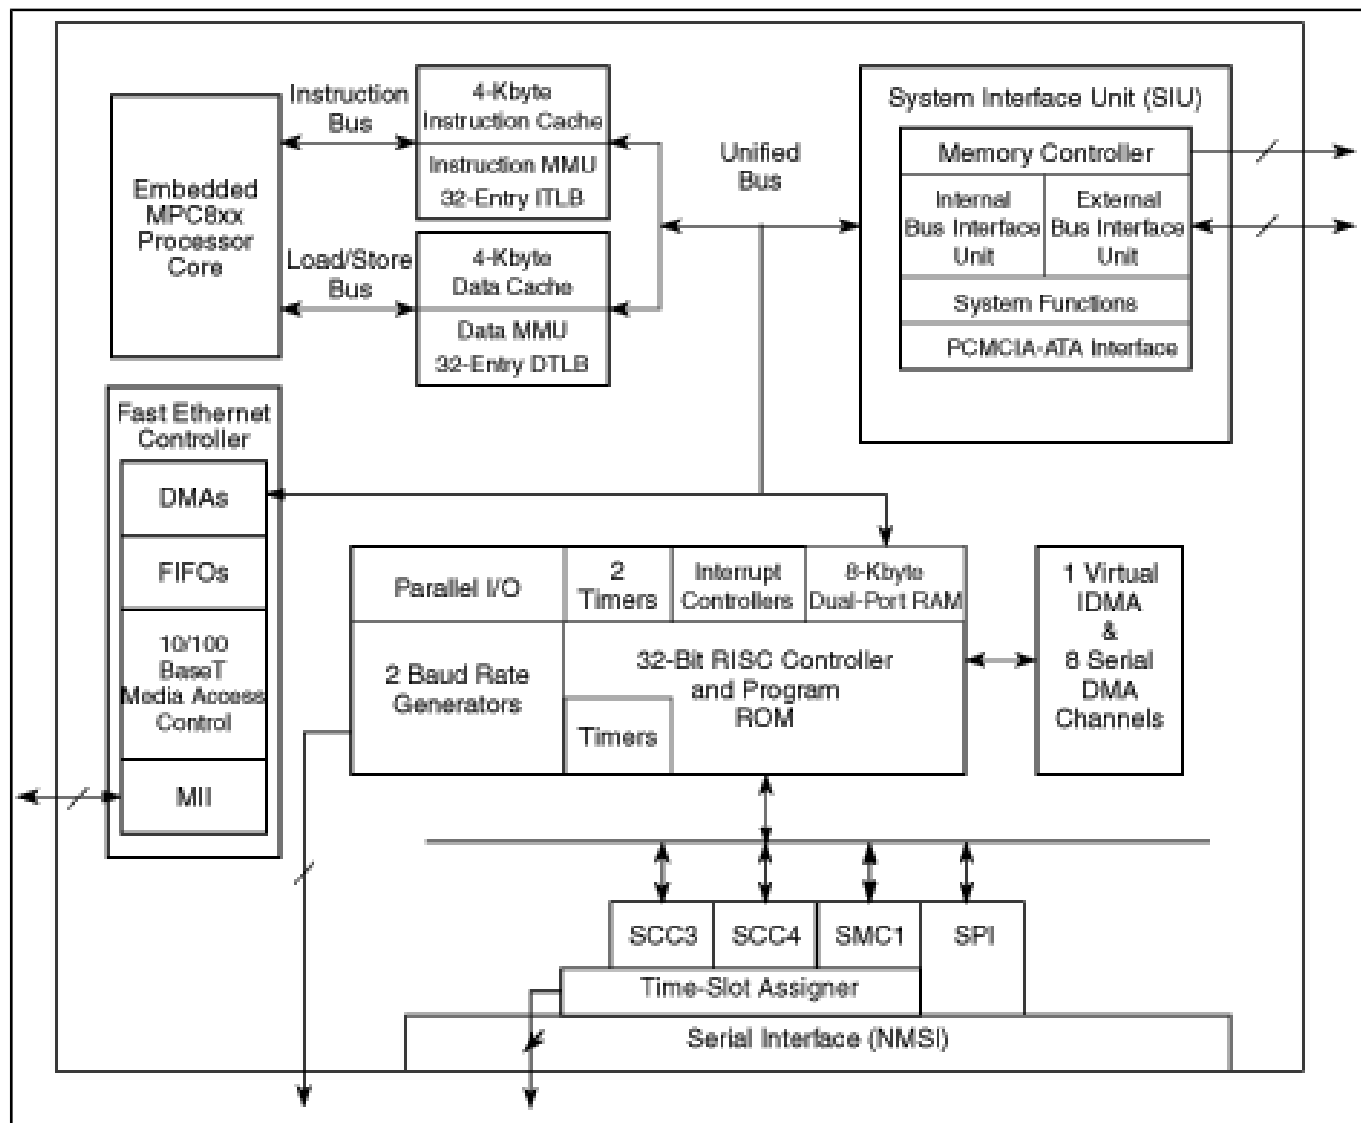 Instruction
Bus
4-Kbyte
Instruction Cache
Instruction MMU
32-Entry ITLB
Embedded
MPC8xx
Processor
Core
Load/Store
Bus
4-Kbyte
Data Cache
Data MMU
32-Entry DTLB
Unified
Bus
System Interface Unit (SIU)
Memory Controller
Internal
Bus Interface
Unit
External
Bus Interface
Unit
System Functions
PCMCIA-ATA Interface
Fast Ethernet
Controller
DMAs
FIFOs
10/100
BaseT
Media Access
Control
MII
Parallel I/O
2
Timers
Interrupt
Controllers
8-Kbyte
Dual-Port RAM
2 Baud Rate
Generators
32-Bit RISC Controller
and Program
ROM
Timers
1 Virtual
IDMA
&
8 Serial
DMA
Channels
SCC3
SCC4
SMC1
SPI
Time-Slot Assigner
Serial Interface (NMSI)